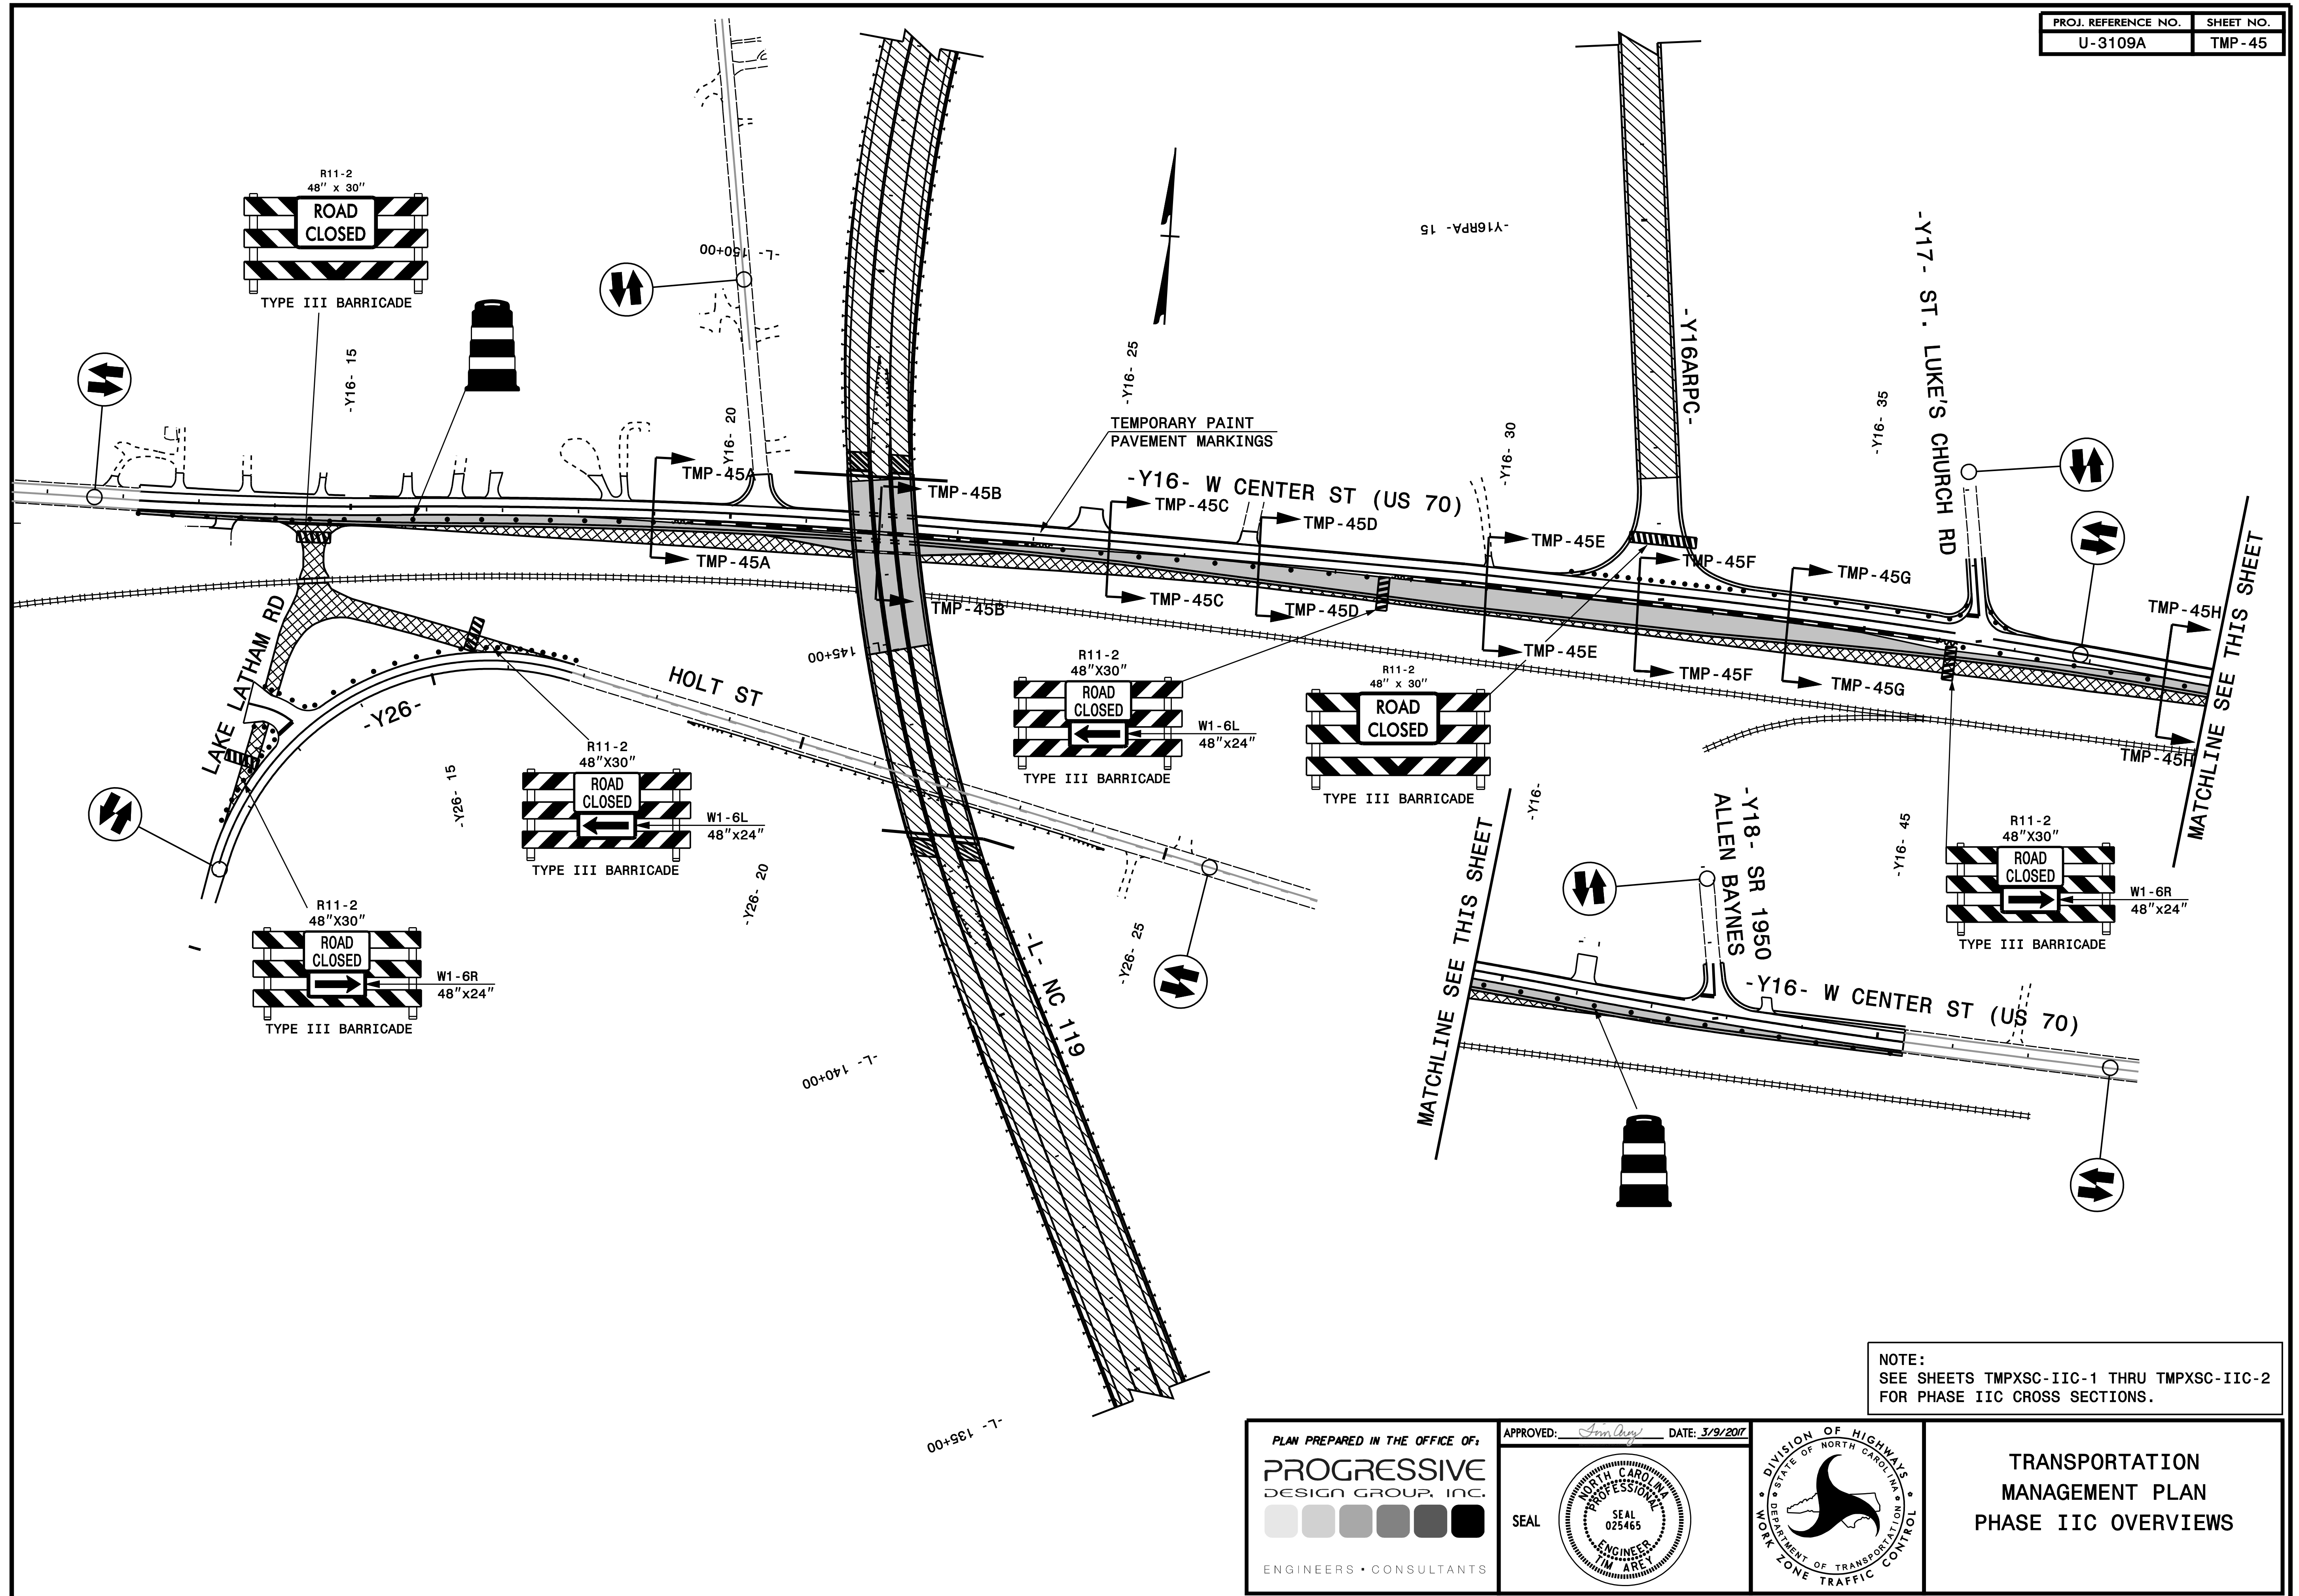 PROJ. REFERENCE NO. SHEET NO.
U-3109A TMP-45
R11-2
48" x 30"
ROAD
CLOSED
TYPE III BARRICADE
-Y16- 15
-L- 150+00
-Y16- 20
-Y16- 25
-Y16RPA- 15
-Y16ARPC-
-Y17- ST. LUKE'S CHURCH RD
-Y16- 35
-Y16- 30
TEMPORARY PAINT
PAVEMENT MARKINGS
-Y16- W CENTER ST (US 70)
TMP-45A
TMP-45A
TMP-45B
TMP-45B
TMP-45C
TMP-45C
TMP-45D
TMP-45D
TMP-45E
TMP-45E
TMP-45F
TMP-45F
TMP-45G
TMP-45G
TMP-45H
TMP-45H
MATCHLINE SEE THIS SHEET
LAKE LATHAM RD
-Y26-
HOLT ST
-L- 145+00
R11-2
48"X30"
ROAD
CLOSED
W1-6L
48"x24"
TYPE III BARRICADE
R11-2
48" x 30"
ROAD
CLOSED
TYPE III BARRICADE
-Y26- 15
R11-2
48"X30"
ROAD
CLOSED
W1-6L
48"x24"
TYPE III BARRICADE
-Y26- 20
R11-2
48"X30"
ROAD
CLOSED
W1-6R
48"x24"
TYPE III BARRICADE
-Y26- 25
-L- NC 119
-L- 140+00
-L- 135+00
-Y16-
MATCHLINE SEE THIS SHEET
-Y18- SR 1950
ALLEN BAYNES
-Y16- 45
R11-2
48"X30"
ROAD
CLOSED
W1-6R
48"x24"
TYPE III BARRICADE
-Y16- W CENTER ST (US 70)
NOTE:
SEE SHEETS TMPXSC-IIC-1 THRU TMPXSC-IIC-2
FOR PHASE IIC CROSS SECTIONS.
PLAN PREPARED IN THE OFFICE OF:
PROGRESSIVE
DESIGN GROUP, INC.
ENGINEERS • CONSULTANTS
APPROVED: Tim Arey DATE: 3/9/2017
SEAL
NORTH CAROLINA
PROFESSIONAL
SEAL
025465
ENGINEER
TIM AREY
DIVISION OF HIGHWAYS
STATE OF NORTH CAROLINA
DEPARTMENT OF TRANSPORTATION
WORK ZONE TRAFFIC CONTROL
TRANSPORTATION
MANAGEMENT PLAN
PHASE IIC OVERVIEWS